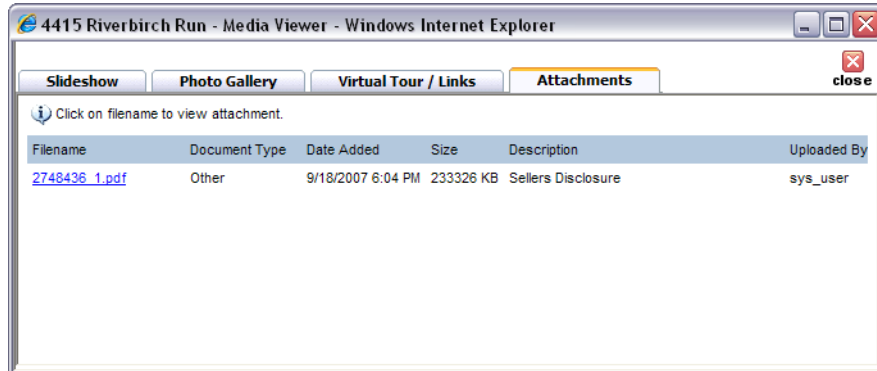 4415 Riverbirch Run - Media Viewer - Windows Internet Explorer
Slideshow Photo Gallery Virtual Tour / Links Attachments close
Click on filename to view attachment.
Filename Document Type Date Added Size Description Uploaded By
2748436_1.pdf Other 9/18/2007 6:04 PM 233326 KB Sellers Disclosure sys_user